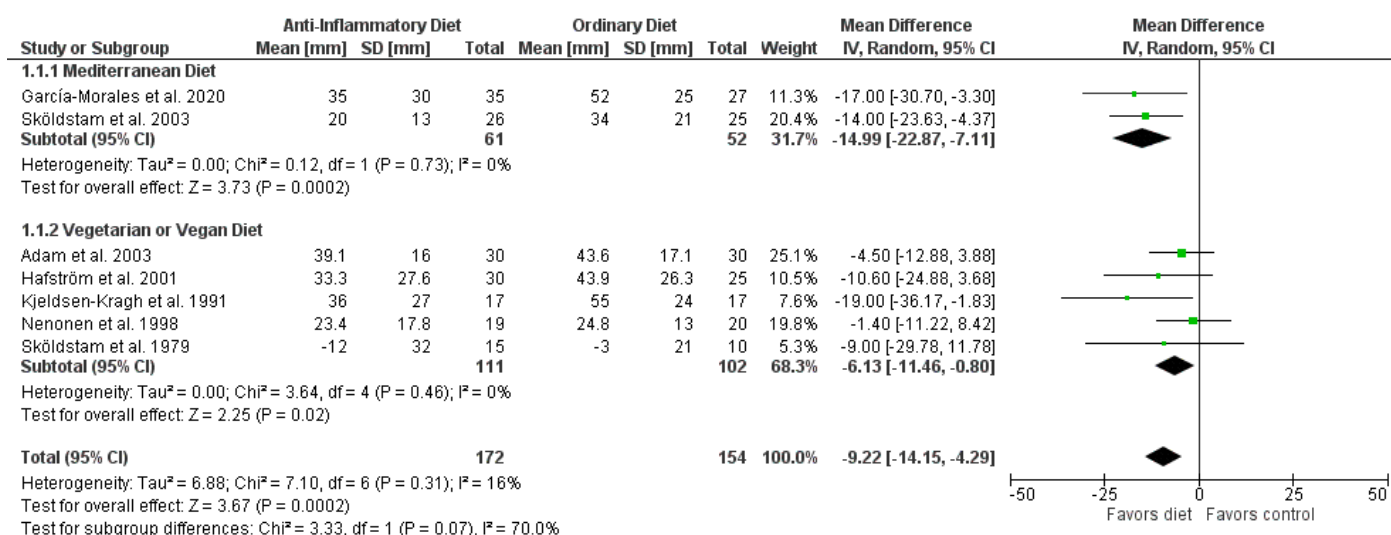 Anti-Inflammatory Diet Ordinary Diet Mean Difference Mean Difference
Study or Subgroup Mean [mm] SD [mm] Total Mean [mm] SD [mm] Total Weight IV, Random, 95% CI IV, Random, 95% CI
1.1.1 Mediterranean Diet
García-Morales et al. 2020 35 30 35 52 25 27 11.3% -17.00 [-30.70, -3.30]
Sköldstam et al. 2003 20 13 26 34 21 25 20.4% -14.00 [-23.63, -4.37]
Subtotal (95% CI) 61 52 31.7% -14.99 [-22.87, -7.11]
Heterogeneity: Tau² = 0.00; Chi² = 0.12, df = 1 (P = 0.73); I² = 0%
Test for overall effect: Z = 3.73 (P = 0.0002)
1.1.2 Vegetarian or Vegan Diet
Adam et al. 2003 39.1 16 30 43.6 17.1 30 25.1% -4.50 [-12.88, 3.88]
Hafström et al. 2001 33.3 27.6 30 43.9 26.3 25 10.5% -10.60 [-24.88, 3.68]
Kjeldsen-Kragh et al. 1991 36 27 17 55 24 17 7.6% -19.00 [-36.17, -1.83]
Nenonen et al. 1998 23.4 17.8 19 24.8 13 20 19.8% -1.40 [-11.22, 8.42]
Sköldstam et al. 1979 -12 32 15 -3 21 10 5.3% -9.00 [-29.78, 11.78]
Subtotal (95% CI) 111 102 68.3% -6.13 [-11.46, -0.80]
Heterogeneity: Tau² = 0.00; Chi² = 3.64, df = 4 (P = 0.46); I² = 0%
Test for overall effect: Z = 2.25 (P = 0.02)
Total (95% CI) 172 154 100.0% -9.22 [-14.15, -4.29]
Heterogeneity: Tau² = 6.88; Chi² = 7.10, df = 6 (P = 0.31); I² = 16%
Test for overall effect: Z = 3.67 (P = 0.0002)
Test for subgroup differences: Chi² = 3.33, df = 1 (P = 0.07), I² = 70.0%
-50 -25 0 25 50
Favors diet Favors control